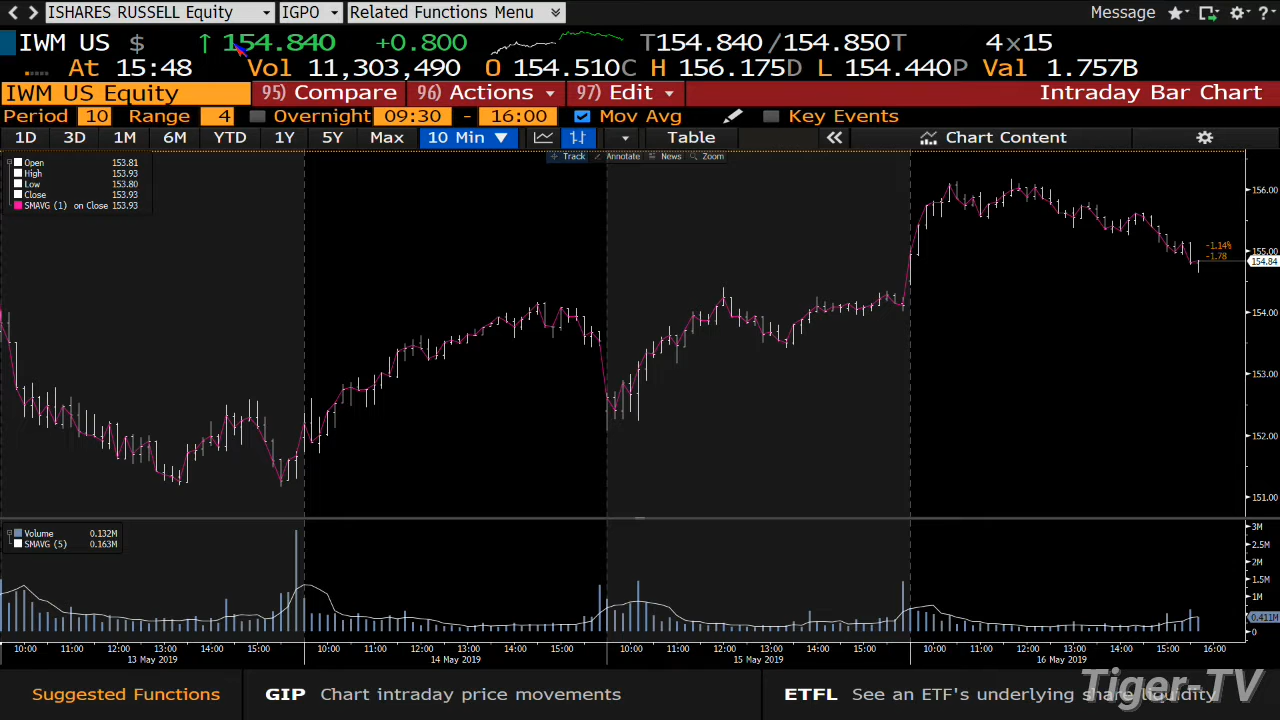 ISHARES RUSSELL Equity IGPO Related Functions Menu Message
IWM US $ ↑ 154.840 +0.800 T154.840/154.850T 4x15
At 15:48 Vol 11,303,490 O 154.510C H 156.175D L 154.440P Val 1.757B
IWM US Equity 95) Compare 96) Actions 97) Edit Intraday Bar Chart
Period 10 Range 4 Overnight 09:30 - 16:00 Mov Avg Key Events
1D 3D 1M 6M YTD 1Y 5Y Max 10 Min ▼ Table « Chart Content
Track Annotate News Zoom
Open 153.81
High 153.93
Low 153.80
Close 153.93
SMAVG (1) on Close 153.93
156.00
-1.14%
155.00
-1.78
154.84
154.00
153.00
152.00
151.00
Volume 0.132M
SMAVG (5) 0.163M
3M
2.5M
2M
1.5M
1M
0.411M
0
10:00 11:00 12:00 13:00 14:00 15:00 10:00 11:00 12:00 13:00 14:00 15:00 10:00 11:00 12:00 13:00 14:00 15:00 10:00 11:00 12:00 13:00 14:00 15:00 16:00
13 May 2019 14 May 2019 15 May 2019 16 May 2019
Suggested Functions GIP Chart intraday price movements ETFL See an ETF's underlying share liquidity
Tiger-TV